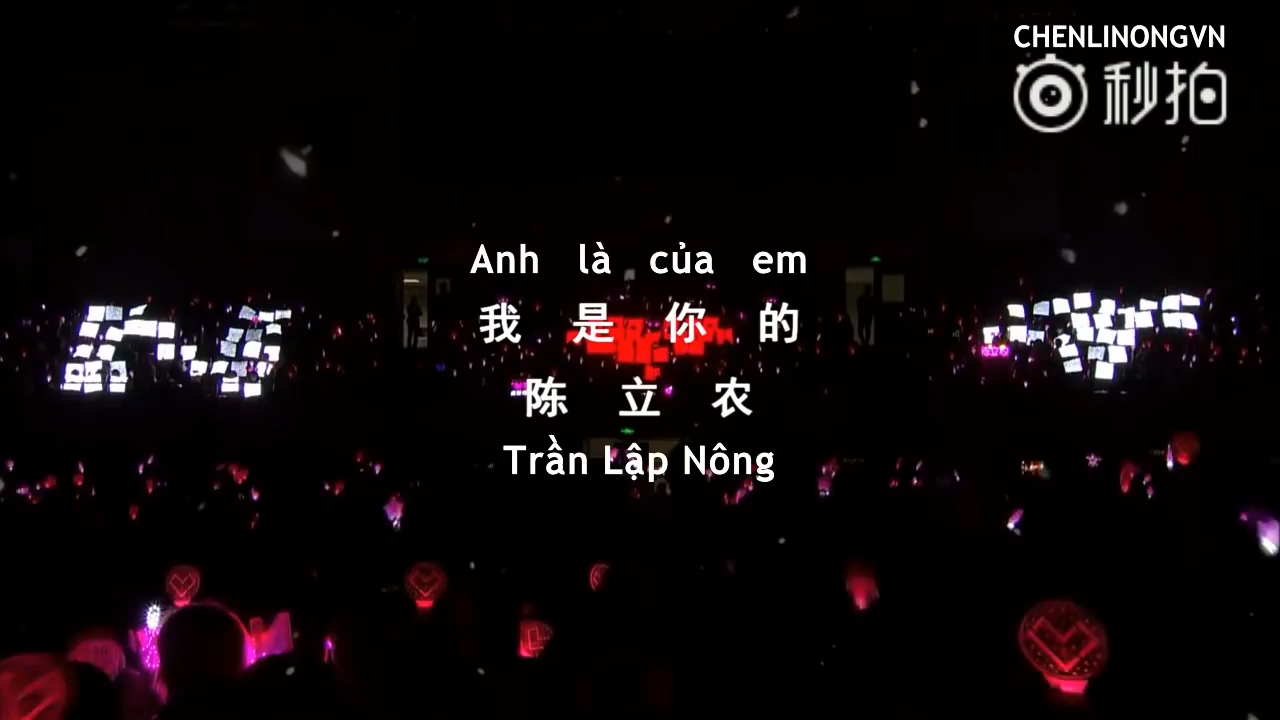 CHENLINONGVN
秒拍
Anh là của em
我是你的
陈立农
Trần Lập Nông